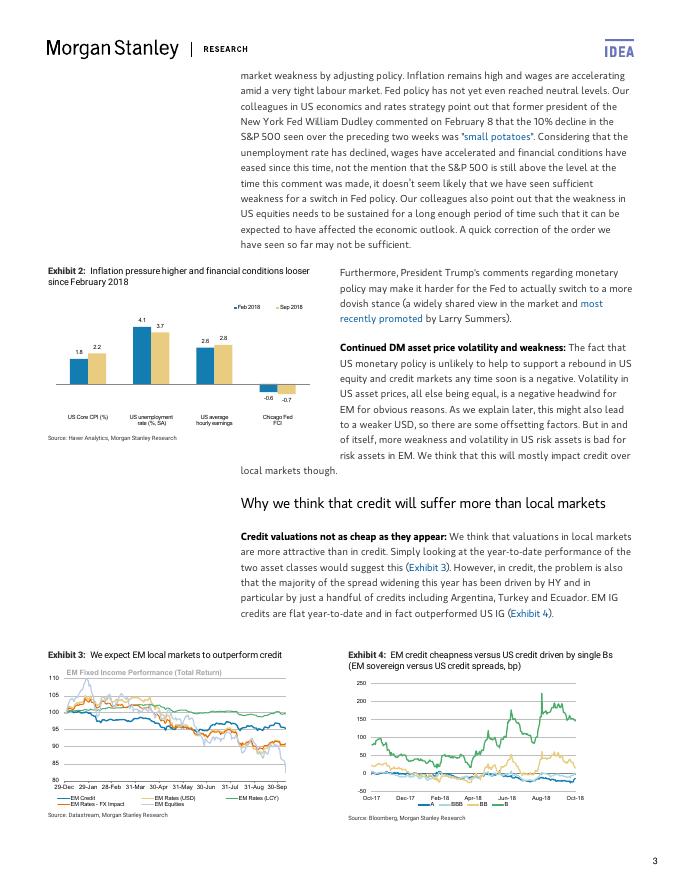 Morgan Stanley | RESEARCH
IDEA
market weakness by adjusting policy. Inflation remains high and wages are accelerating
amid a very tight labour market. Fed policy has not yet even reached neutral levels. Our
colleagues in US economics and rates strategy point out that former president of the
New York Fed William Dudley commented on February 8 that the 10% decline in the
S&P 500 seen over the preceding two weeks was "small potatoes". Considering that the
unemployment rate has declined, wages have accelerated and financial conditions have
eased since this time, not the mention that the S&P 500 is still above the level at the
time this comment was made, it doesn't seem likely that we have seen sufficient
weakness for a switch in Fed policy. Our colleagues also point out that the weakness in
US equities needs to be sustained for a long enough period of time such that it can be
expected to have affected the economic outlook. A quick correction of the order we
have seen so far may not be sufficient.
Exhibit 2: Inflation pressure higher and financial conditions looser
since February 2018
Feb 2018 Sep 2018
1.8 2.2 4.1 3.7 2.6 2.8 -0.6 -0.7
US Core CPI (%) US unemployment US average Chicago Fed
rate (%, SA) hourly earnings FCI
Source: Haver Analytics, Morgan Stanley Research
Furthermore, President Trump's comments regarding monetary
policy may make it harder for the Fed to actually switch to a more
dovish stance (a widely shared view in the market and most
recently promoted by Larry Summers).
Continued DM asset price volatility and weakness: The fact that
US monetary policy is unlikely to help to support a rebound in US
equity and credit markets any time soon is a negative. Volatility in
US asset prices, all else being equal, is a negative headwind for
EM for obvious reasons. As we explain later, this might also lead
to a weaker USD, so there are some offsetting factors. But in and
of itself, more weakness and volatility in US risk assets is bad for
risk assets in EM. We think that this will mostly impact credit over
local markets though.
Why we think that credit will suffer more than local markets
Credit valuations not as cheap as they appear: We think that valuations in local markets
are more attractive than in credit. Simply looking at the year-to-date performance of the
two asset classes would suggest this (Exhibit 3). However, in credit, the problem is also
that the majority of the spread widening this year has been driven by HY and in
particular by just a handful of credits including Argentina, Turkey and Ecuador. EM IG
credits are flat year-to-date and in fact outperformed US IG (Exhibit 4).
Exhibit 3: We expect EM local markets to outperform credit
EM Fixed Income Performance (Total Return)
110
105
100
95
90
85
80
29-Dec 29-Jan 28-Feb 31-Mar 30-Apr 31-May 30-Jun 31-Jul 31-Aug 30-Sep
EM Credit EM Rates (USD) EM Rates (LCY)
EM Rates - FX Impact EM Equities
Source: Datastream, Morgan Stanley Research
Exhibit 4: EM credit cheapness versus US credit driven by single Bs
(EM sovereign versus US credit spreads, bp)
250
200
150
100
50
0
-50
Oct-17 Dec-17 Feb-18 Apr-18 Jun-18 Aug-18 Oct-18
A BBB BB B
Source: Bloomberg, Morgan Stanley Research
3